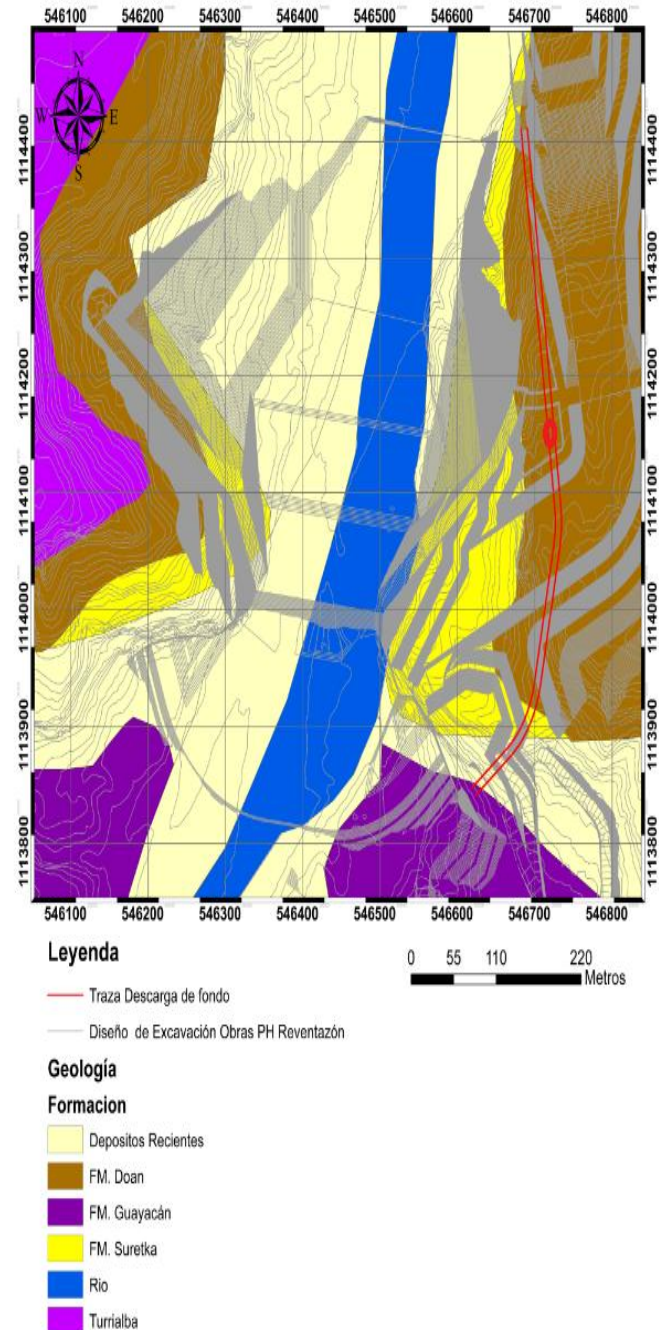 546100 546200 546300 546400 546500 546600 546700 546800
N
W E
S
1114400 1114400
1114300 1114300
1114200 1114200
1114100 1114100
1114000 1114000
1113900 1113900
1113800 1113800
546100 546200 546300 546400 546500 546600 546700 546800
Leyenda
0 55 110 220
Metros
Traza Descarga de fondo
Diseño de Excavación Obras PH Reventazón
Geología
Formacion
Depositos Recientes
FM. Doan
FM. Guayacán
FM. Suretka
Rio
Turrialba